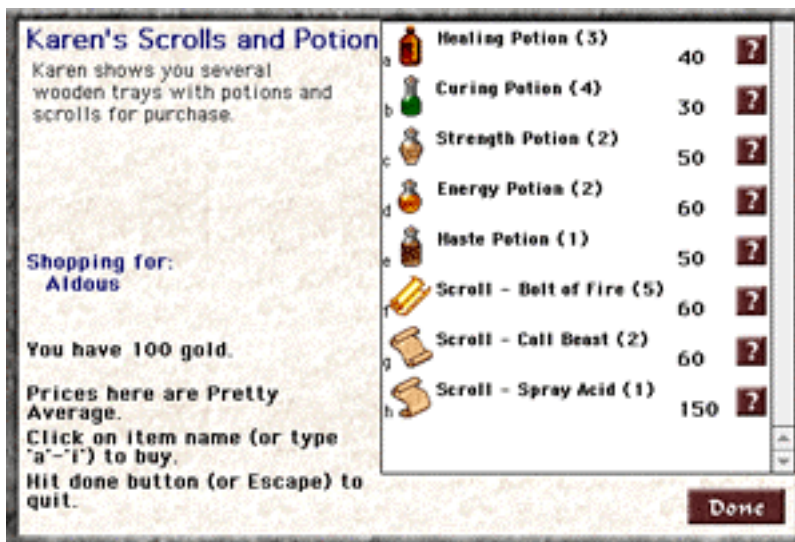 Karen's Scrolls and Potion
Karen shows you several
wooden trays with potions and
scrolls for purchase.
Shopping for:
Aldous
You have 100 gold.
Prices here are Pretty
Average.
Click on item name (or type
'a'-'i') to buy.
Hit done button (or Escape) to
quit.
a Healing Potion (3) 40 ?
b Curing Potion (4) 30 ?
c Strength Potion (2) 50 ?
d Energy Potion (2) 60 ?
e Haste Potion (1) 50 ?
f Scroll - Bolt of Fire (5) 60 ?
g Scroll - Call Beast (2) 60 ?
h Scroll - Spray Acid (1) 150 ?
Done